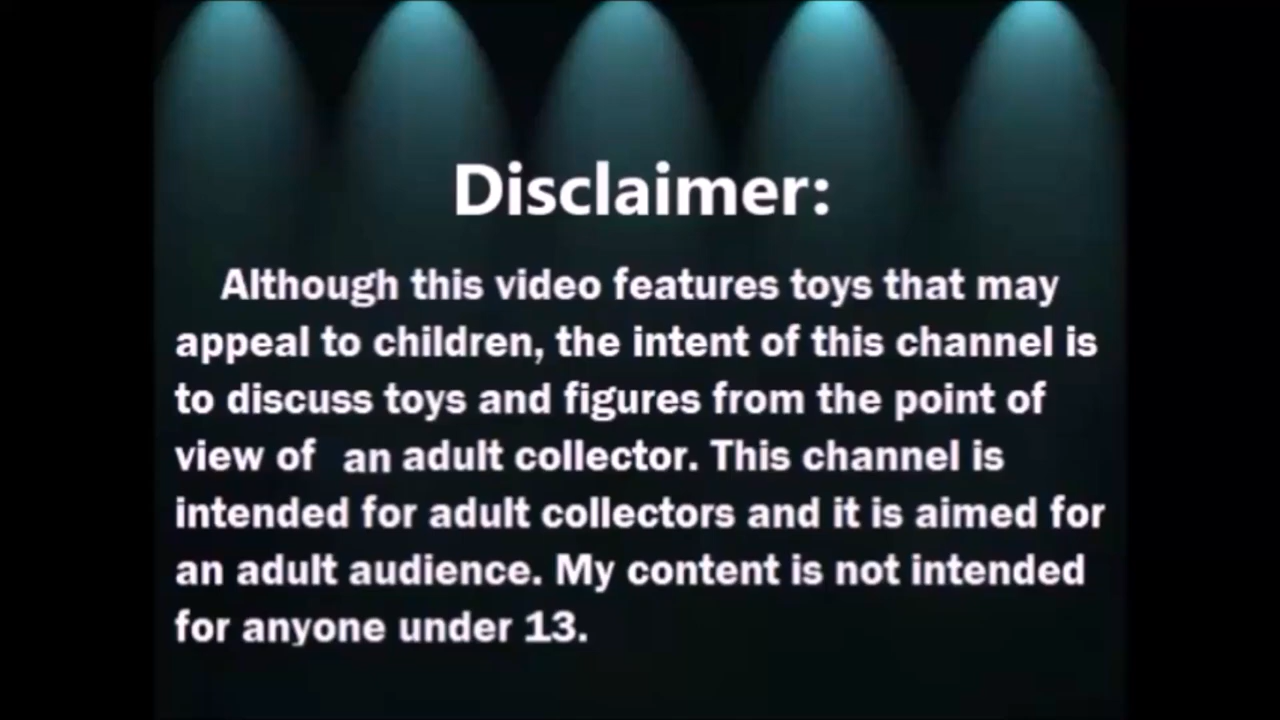 Disclaimer:
Although this video features toys that may
appeal to children, the intent of this channel is
to discuss toys and figures from the point of
view of an adult collector. This channel is
intended for adult collectors and it is aimed for
an adult audience. My content is not intended
for anyone under 13.